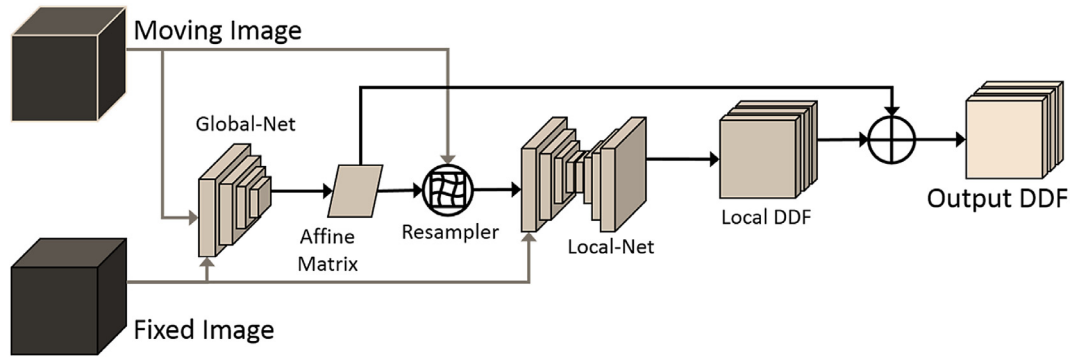 Moving Image
Global-Net
Affine
Matrix
Resampler
Local-Net
Local DDF
Output DDF
Fixed Image